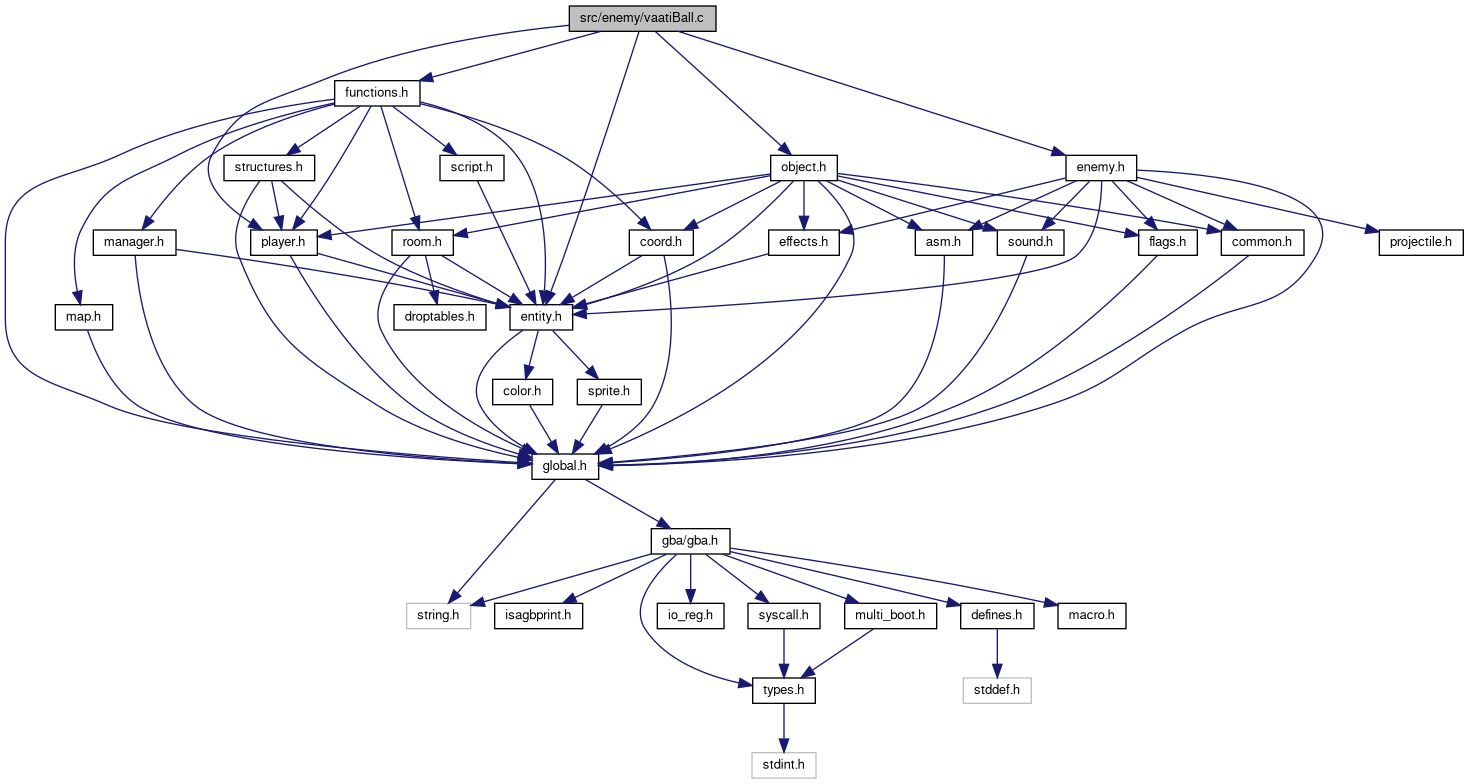 src/enemy/vaatiBall.c
functions.h
structures.h
script.h
object.h
enemy.h
manager.h
player.h
room.h
coord.h
effects.h
asm.h
sound.h
flags.h
common.h
projectile.h
map.h
droptables.h
entity.h
color.h
sprite.h
global.h
gba/gba.h
string.h
isagbprint.h
io_reg.h
syscall.h
multi_boot.h
defines.h
macro.h
types.h
stddef.h
stdint.h